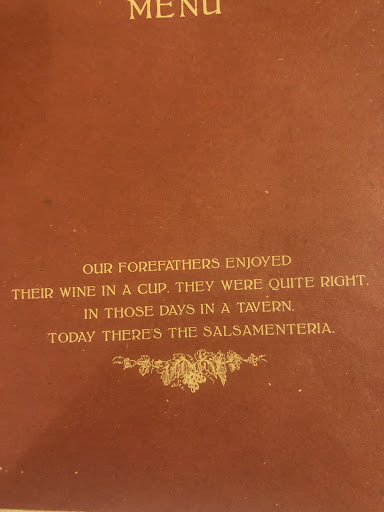 MENU
OUR FOREFATHERS ENJOYED
THEIR WINE IN A CUP. THEY WERE QUITE RIGHT.
IN THOSE DAYS IN A TAVERN.
TODAY THERE'S THE SALSAMENTERIA.